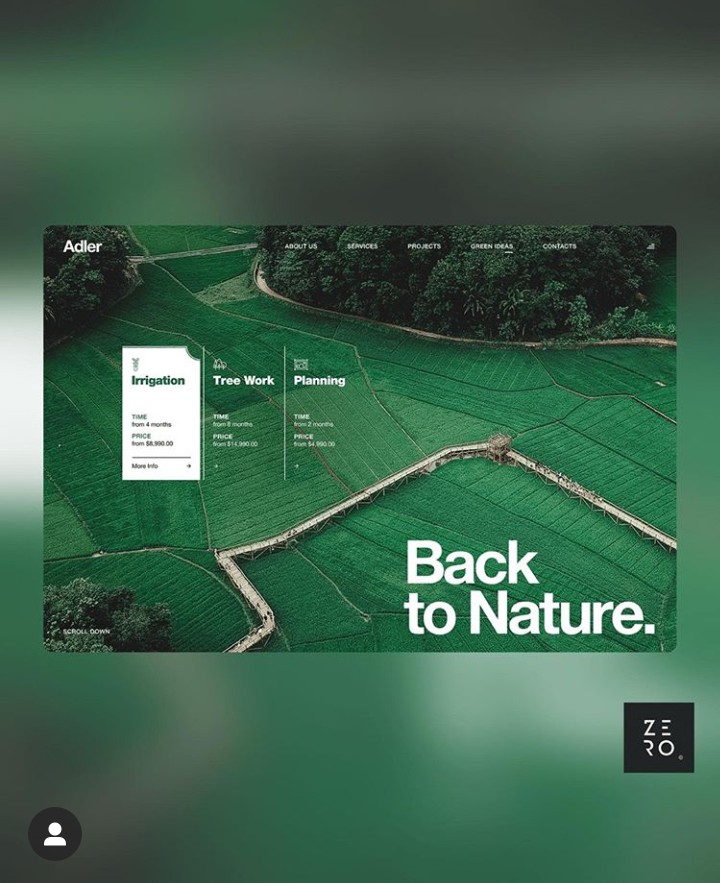 Adler
ABOUT US
SERVICES
PROJECTS
GREEN IDEAS
CONTACTS
Irrigation
TIME
from 4 months
PRICE
from $8,990.00
More Info
Tree Work
TIME
from 8 months
PRICE
from $14,990.00
Planning
TIME
from 2 months
PRICE
from $4,990.00
Back
to Nature.
SCROLL DOWN
ZE
RO